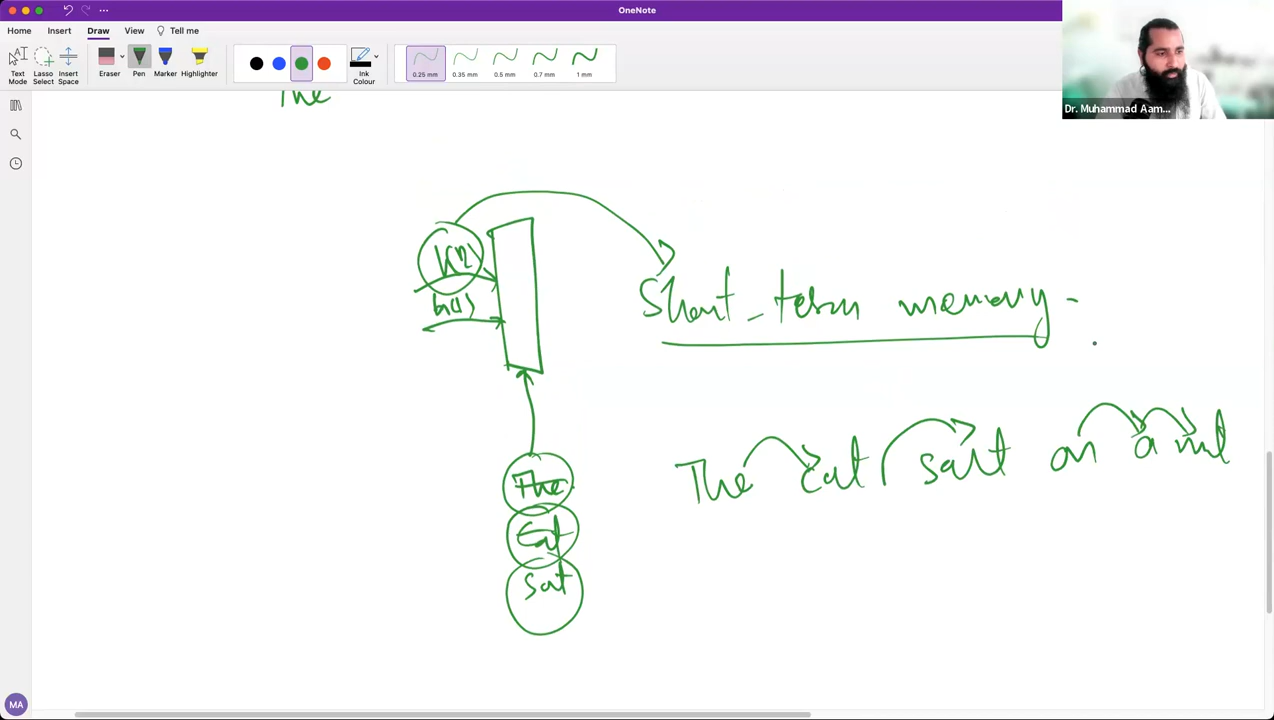 OneNote
Home Insert Draw View Tell me
Text Mode Lasso Select Insert Space Eraser Pen Marker Highlighter Ink Colour 0.25 mm 0.35 mm 0.5 mm 0.7 mm 1 mm
Dr. Muhammad Aam...
The
h(2)
h(1)
Short-term memory -
The cat sat on a mat
The
Cat
Sat
MA